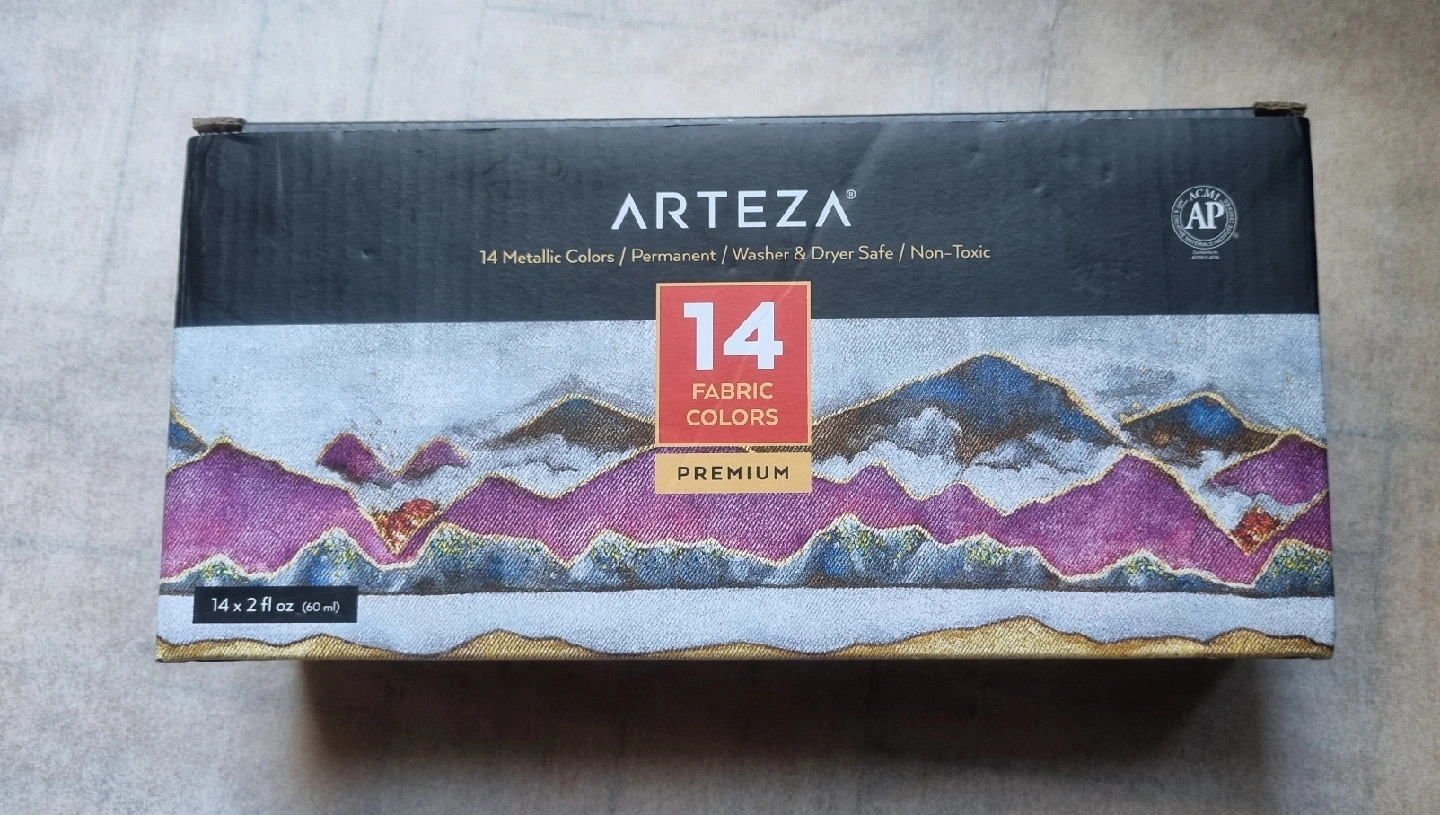 ARTEZA®
14 Metallic Colors / Permanent / Washer & Dryer Safe / Non-Toxic
ACMI
AP
14
FABRIC
COLORS
PREMIUM
14 x 2 fl oz (60 ml)